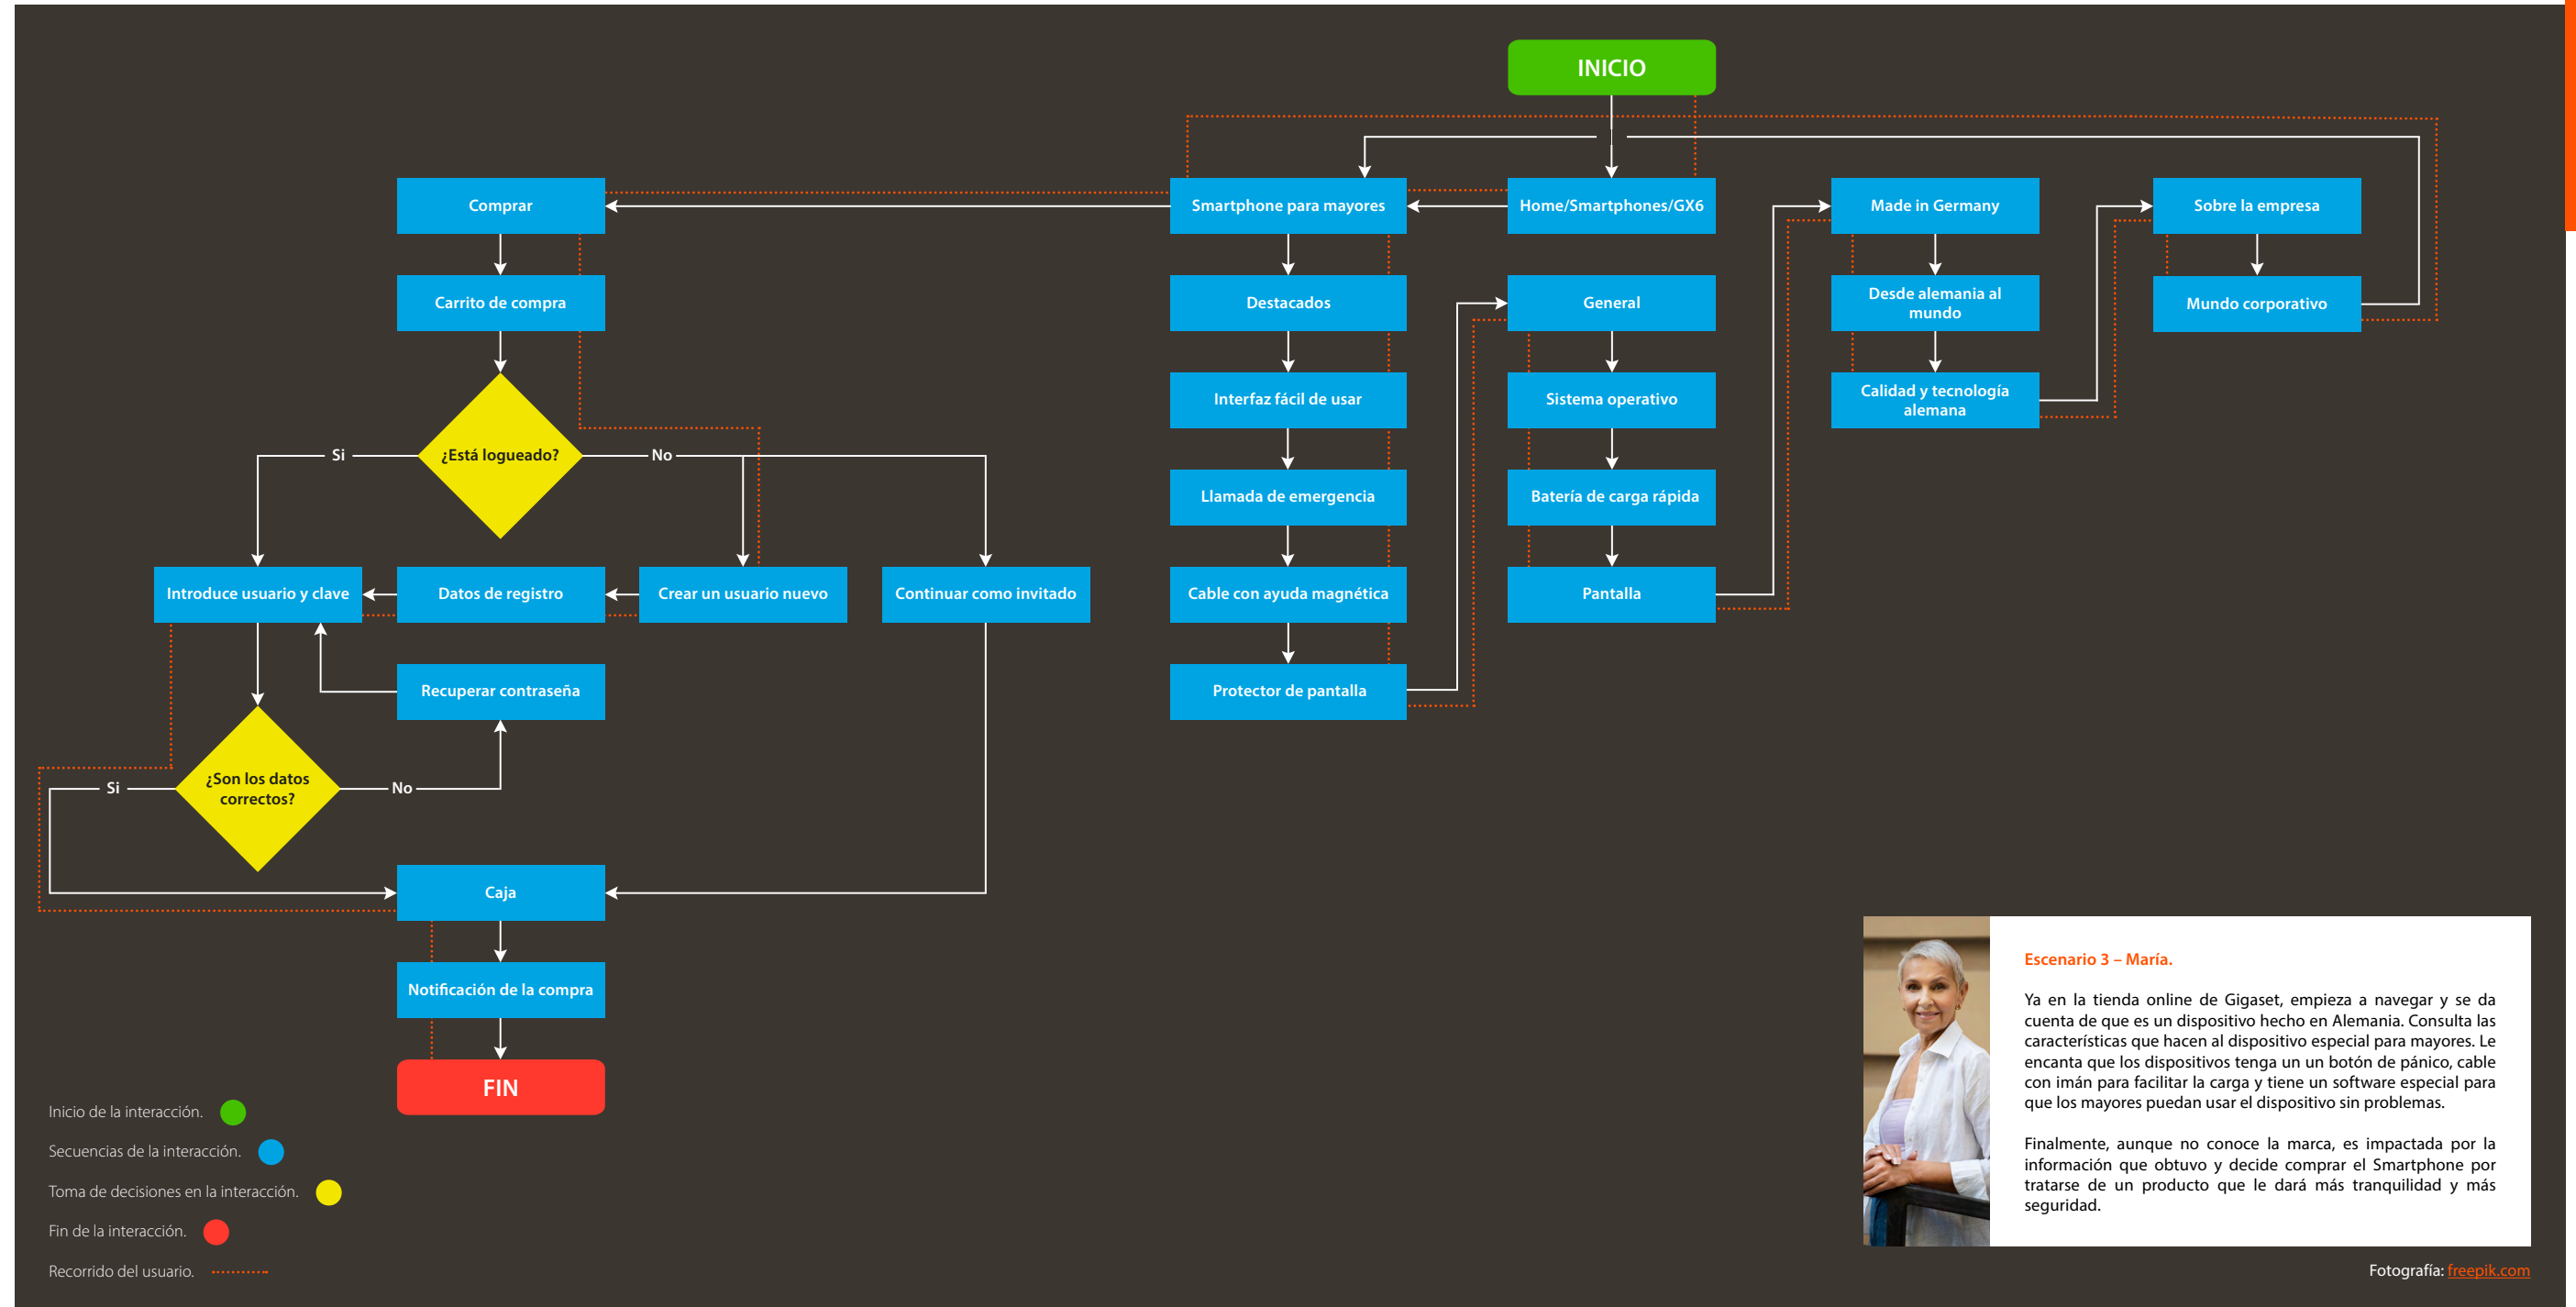 INICIO
Comprar
Smartphone para mayores
Home/Smartphones/GX6
Made in Germany
Sobre la empresa
Carrito de compra
Destacados
General
Desde alemania al
mundo
Mundo corporativo
Interfaz fácil de usar
Sistema operativo
Calidad y tecnología
alemana
Si
¿Está logueado?
No
Llamada de emergencia
Batería de carga rápida
Introduce usuario y clave
Datos de registro
Crear un usuario nuevo
Continuar como invitado
Cable con ayuda magnética
Pantalla
Recuperar contraseña
Protector de pantalla
Si
¿Son los datos
correctos?
No
Caja
Notificación de la compra
FIN
Inicio de la interacción.
Secuencias de la interacción.
Toma de decisiones en la interacción.
Fin de la interacción.
Recorrido del usuario.
Escenario 3 – María.
Ya en la tienda online de Gigaset, empieza a navegar y se da
cuenta de que es un dispositivo hecho en Alemania. Consulta las
características que hacen al dispositivo especial para mayores. Le
encanta que los dispositivos tenga un un botón de pánico, cable
con imán para facilitar la carga y tiene un software especial para
que los mayores puedan usar el dispositivo sin problemas.
Finalmente, aunque no conoce la marca, es impactada por la
información que obtuvo y decide comprar el Smartphone por
tratarse de un producto que le dará más tranquilidad y más
seguridad.
Fotografía: freepik.com